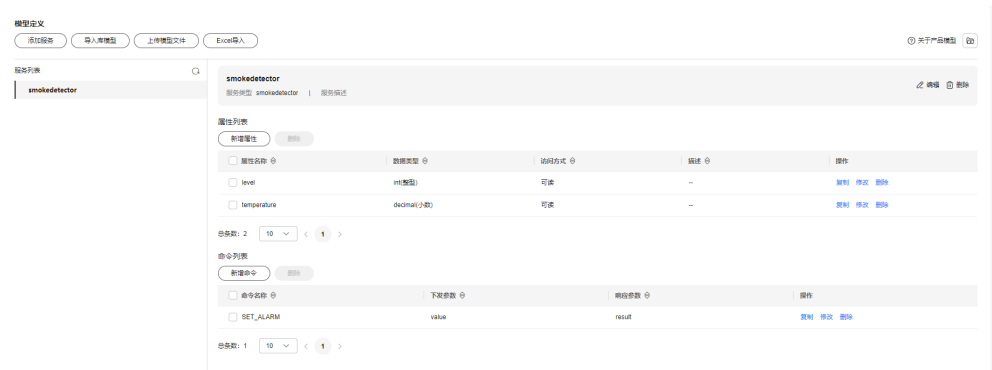 模型定义
添加服务 导入库模型 上传模型文件 Excel导入 关于产品模型
服务列表
smokedetector
smokedetector
服务类型 smokedetector | 服务描述
编辑 删除
属性列表
新增属性 删除
属性名称 数据类型 访问方式 描述 操作
level int(整型) 可读 -- 复制 修改 删除
temperature decimal(小数) 可读 -- 复制 修改 删除
总条数: 2 10 < 1 >
命令列表
新增命令 删除
命令名称 下发参数 响应参数 操作
SET_ALARM value result 复制 修改 删除
总条数: 1 10 < 1 >